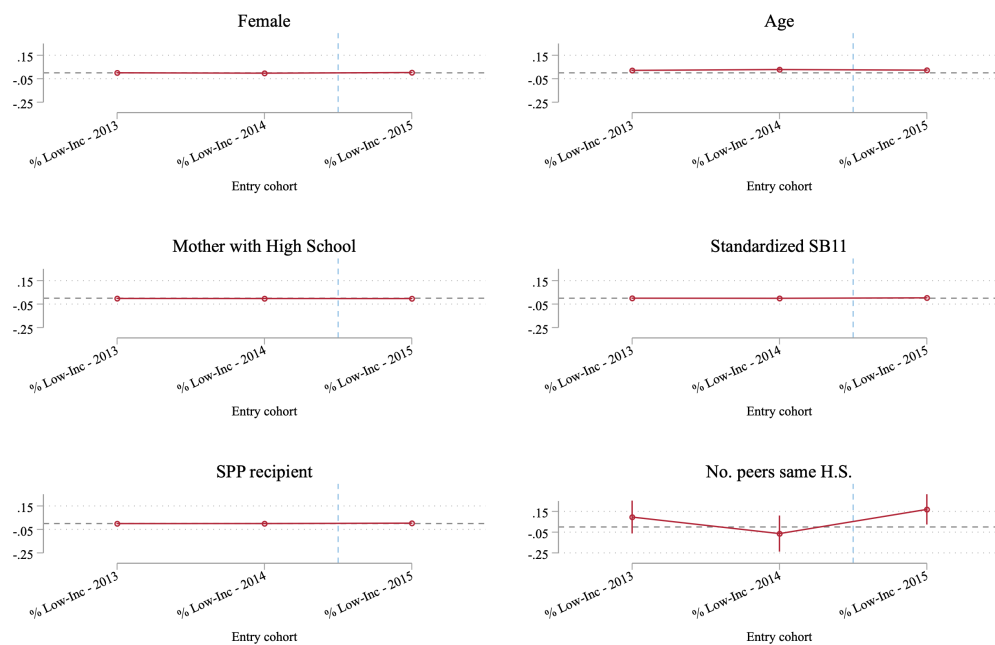 Female
.15
-.05
-.25
% Low-Inc - 2013
% Low-Inc - 2014
% Low-Inc - 2015
Entry cohort
Age
.15
-.05
-.25
% Low-Inc - 2013
% Low-Inc - 2014
% Low-Inc - 2015
Entry cohort
Mother with High School
.15
-.05
-.25
% Low-Inc - 2013
% Low-Inc - 2014
% Low-Inc - 2015
Entry cohort
Standardized SB11
.15
-.05
-.25
% Low-Inc - 2013
% Low-Inc - 2014
% Low-Inc - 2015
Entry cohort
SPP recipient
.15
-.05
-.25
% Low-Inc - 2013
% Low-Inc - 2014
% Low-Inc - 2015
Entry cohort
No. peers same H.S.
.15
-.05
-.25
% Low-Inc - 2013
% Low-Inc - 2014
% Low-Inc - 2015
Entry cohort